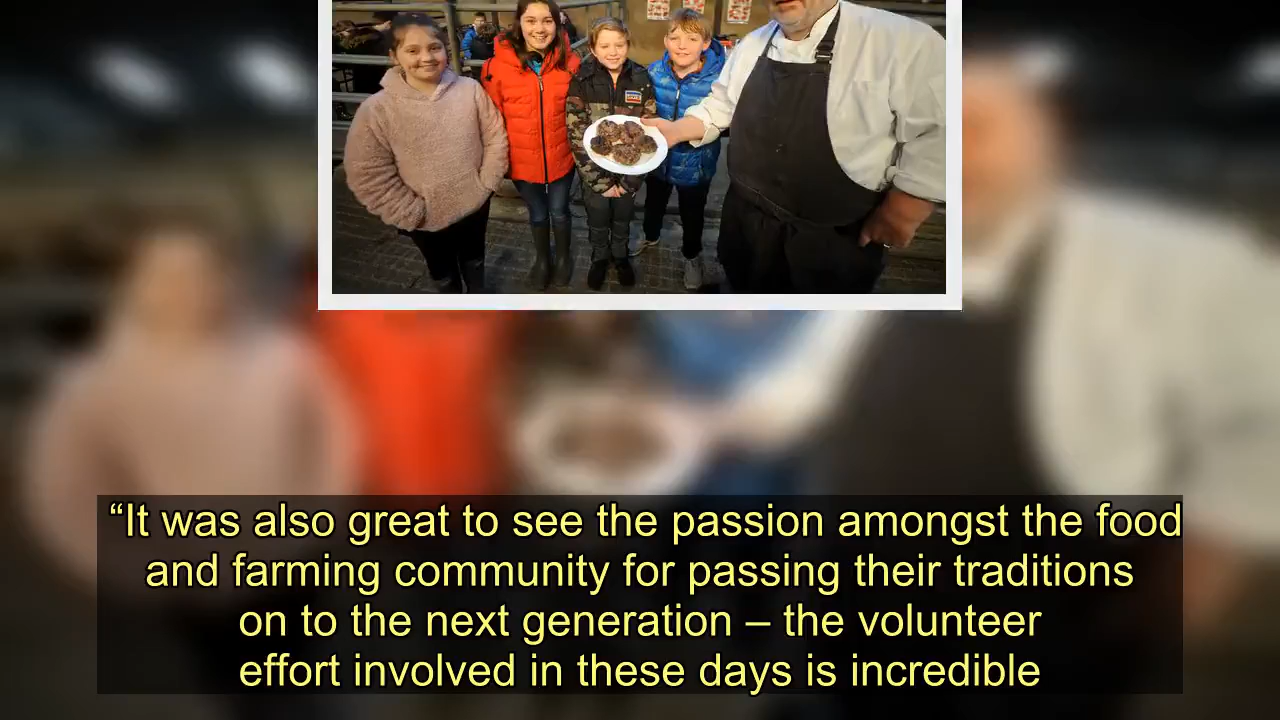 “It was also great to see the passion amongst the food
and farming community for passing their traditions
on to the next generation – the volunteer
effort involved in these days is incredible